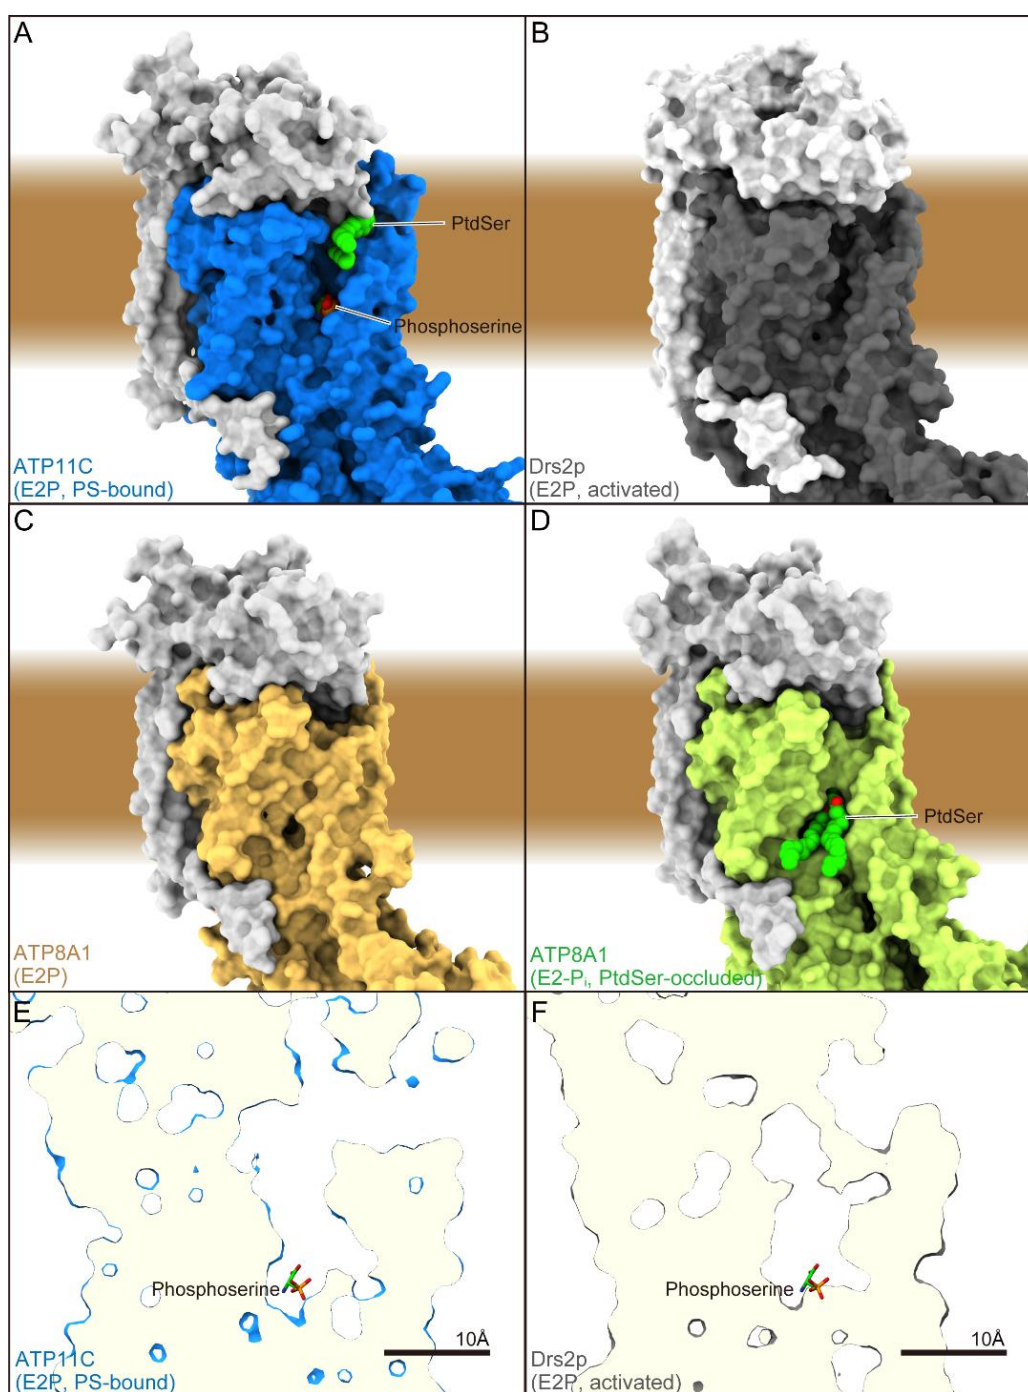 A
PtdSer
Phosphoserine
ATP11C
(E2P, PS-bound)
B
Drs2p
(E2P, activated)
C
ATP8A1
(E2P)
D
PtdSer
ATP8A1
(E2-Pᵢ, PtdSer-occluded)
E
Phosphoserine
10Å
ATP11C
(E2P, PS-bound)
F
Phosphoserine
10Å
Drs2p
(E2P, activated)